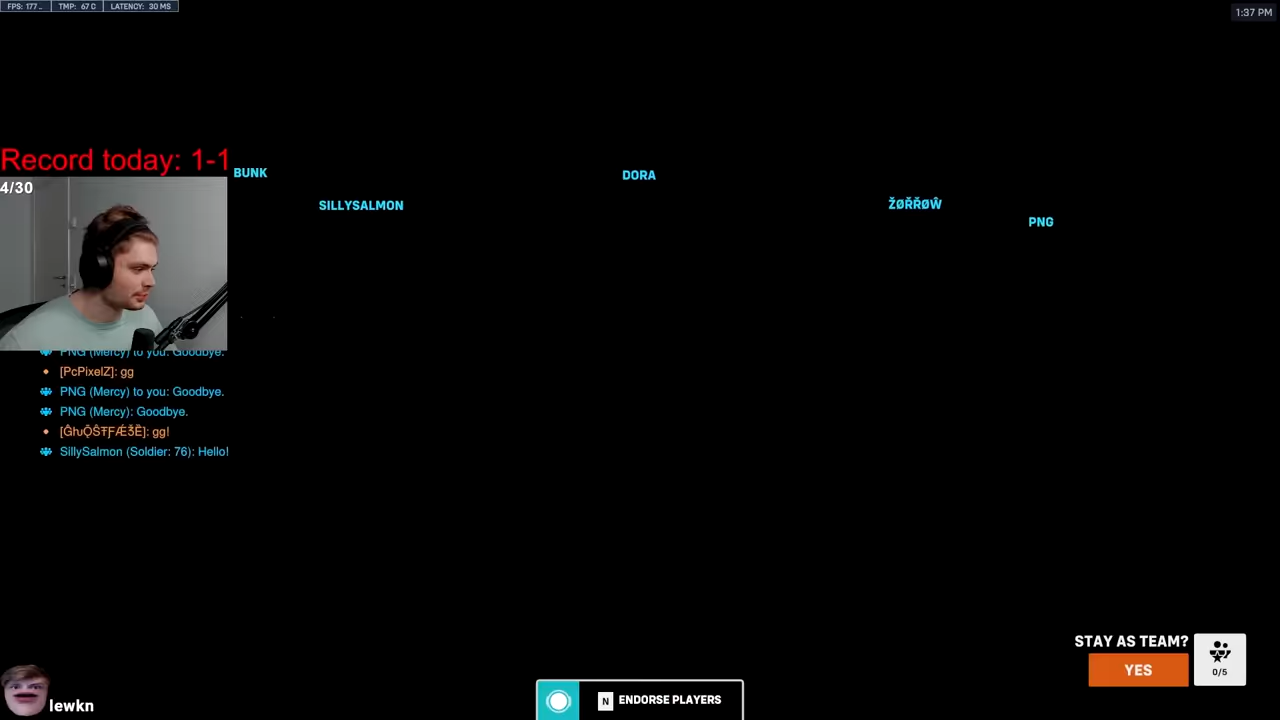 FPS: 177 ..
TMP: 67 C
LATENCY: 30 MS
1:37 PM
Record today: 1-1
4/30
BUNK
DORA
SILLYSALMON
ŽØŘŘØŴ
PNG
PNG (Mercy) to you: Goodbye.
[PcPixelZ]: gg
PNG (Mercy) to you: Goodbye.
PNG (Mercy): Goodbye.
gg!
SillySalmon (Soldier: 76): Hello!
STAY AS TEAM?
YES
0/5
N ENDORSE PLAYERS
lewkn